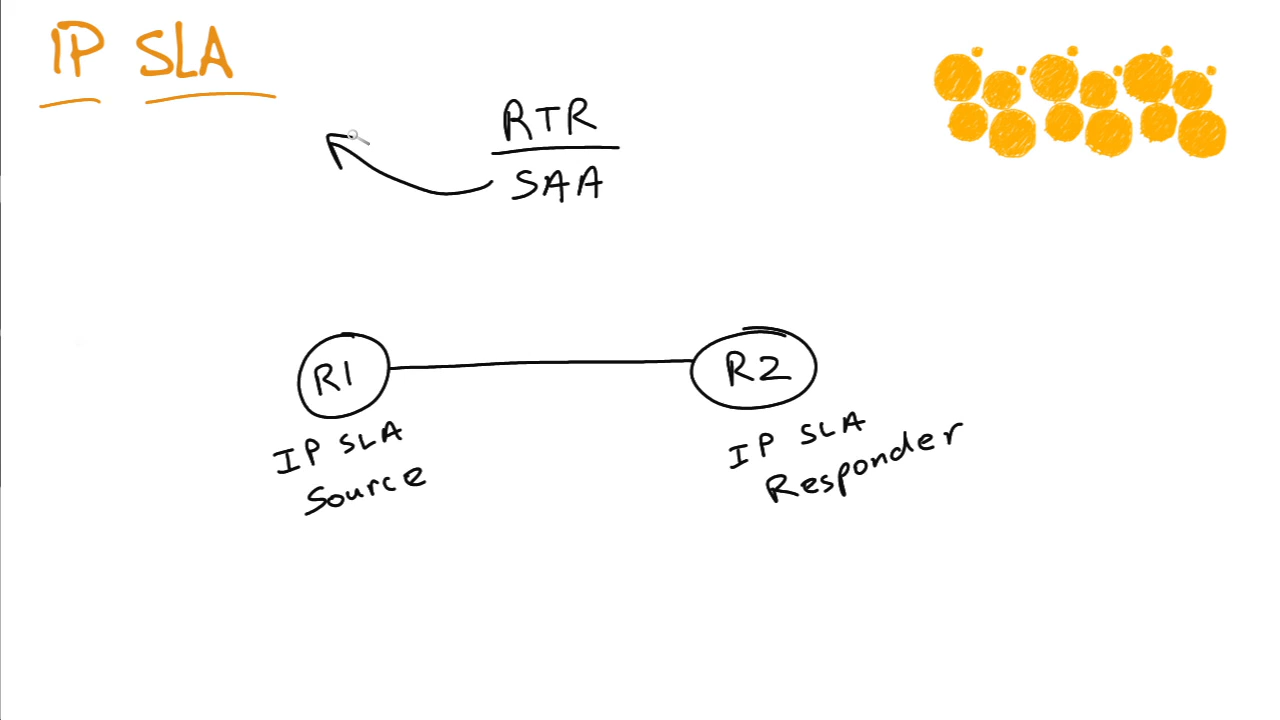 IP SLA
RTR
SAA
R1
R2
IP SLA
Source
IP SLA
Responder